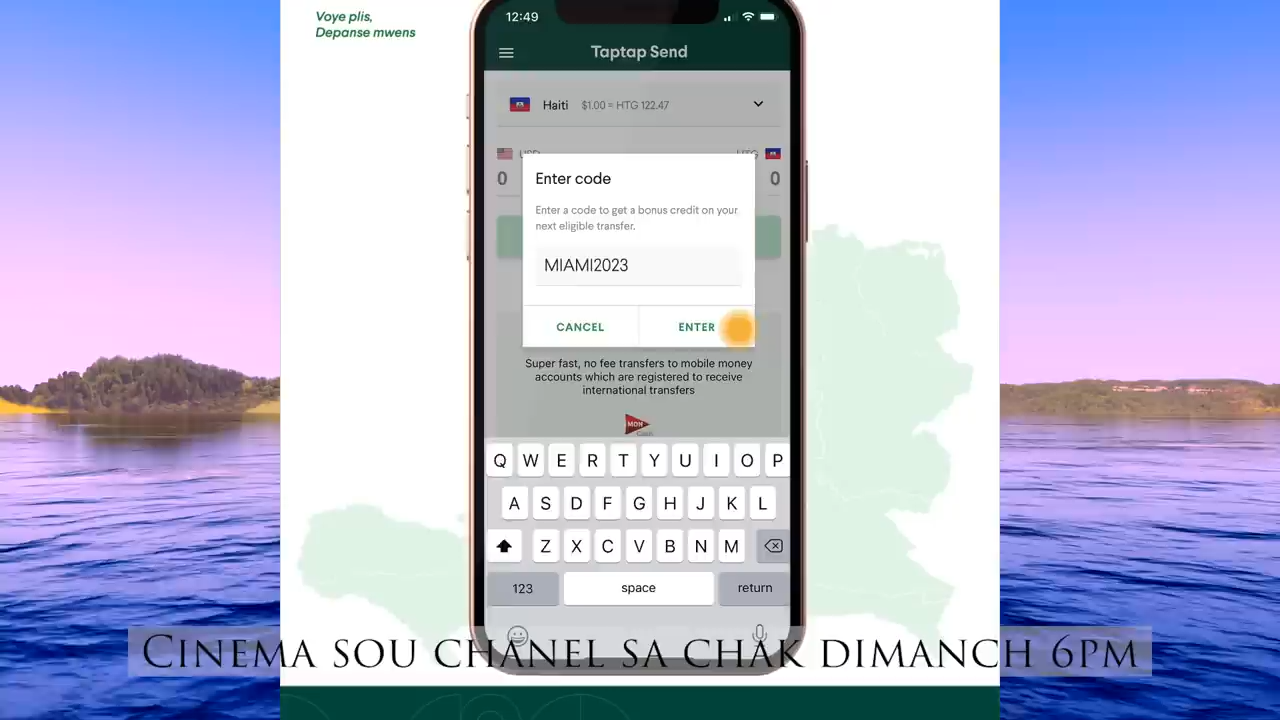 Voye plis,
Depanse mwens
12:49
Taptap Send
Haiti $1.00 = HTG 122.47
USD HTG
0 0
Enter code
Enter a code to get a bonus credit on your
next eligible transfer.
MIAMI2023
CANCEL ENTER
Super fast, no fee transfers to mobile money
accounts which are registered to receive
international transfers
MON
Q W E R T Y U I O P
A S D F G H J K L
Z X C V B N M
123 space return
CINEMA SOU CHANEL SA CHAK DIMANCH 6PM